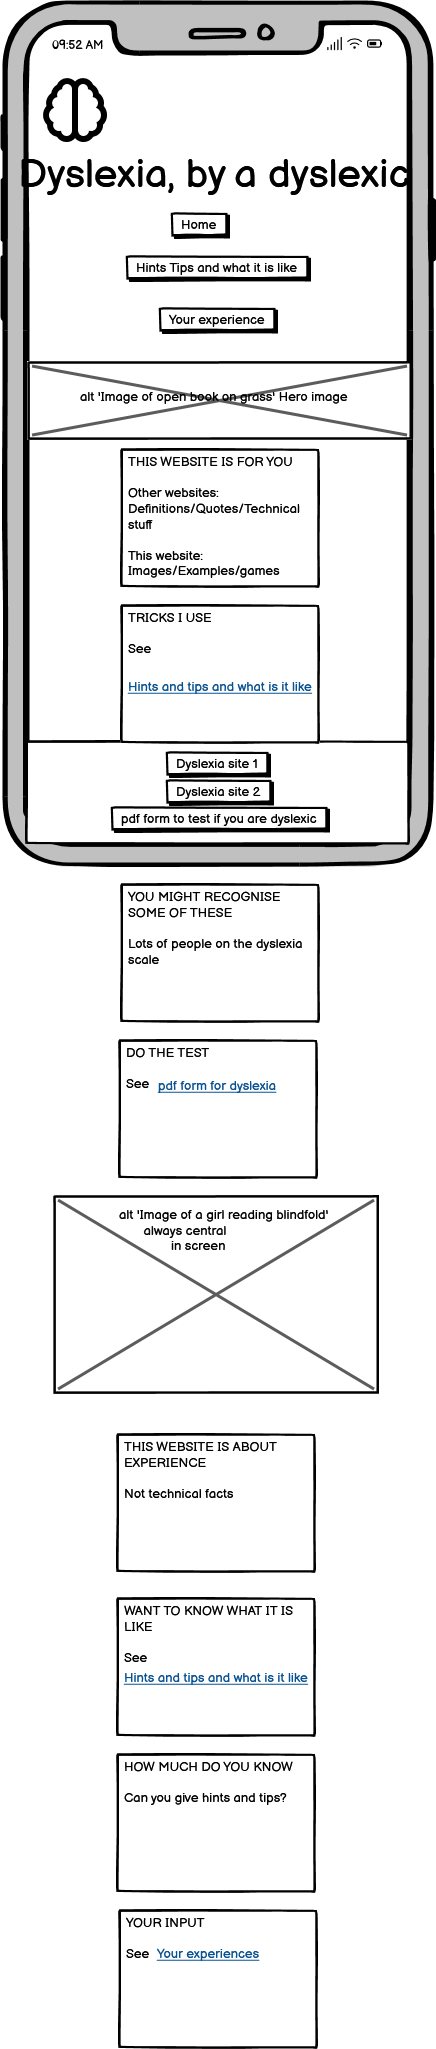 09:52 AM
Dyslexia, by a dyslexic
Home
Hints Tips and what it is like
Your experience
alt 'Image of open book on grass' Hero image
THIS WEBSITE IS FOR YOU
Other websites:
Definitions/Quotes/Technical
stuff
This website:
Images/Examples/games
TRICKS I USE
See
Hints and tips and what is it like
Dyslexia site 1
Dyslexia site 2
pdf form to test if you are dyslexic
YOU MIGHT RECOGNISE
SOME OF THESE
Lots of people on the dyslexia
scale
DO THE TEST
See pdf form for dyslexia
alt 'Image of a girl reading blindfold'
always central
in screen
THIS WEBSITE IS ABOUT
EXPERIENCE
Not technical facts
WANT TO KNOW WHAT IT IS
LIKE
See
Hints and tips and what is it like
HOW MUCH DO YOU KNOW
Can you give hints and tips?
YOUR INPUT
See Your experiences